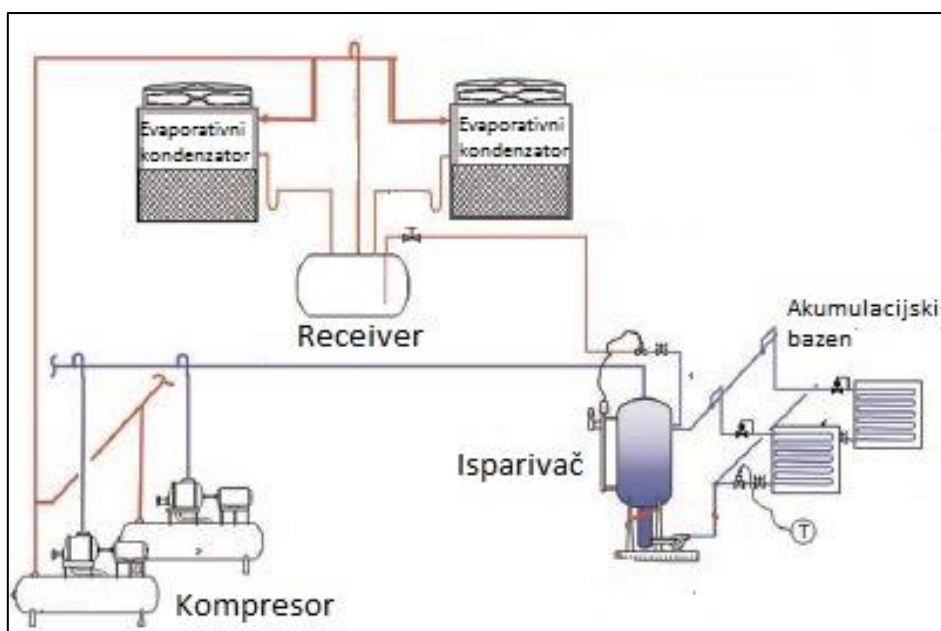 Evaporativni
kondenzator
Evaporativni
kondenzator
Receiver
Akumulacijski
bazen
Isparivač
T
Kompresor